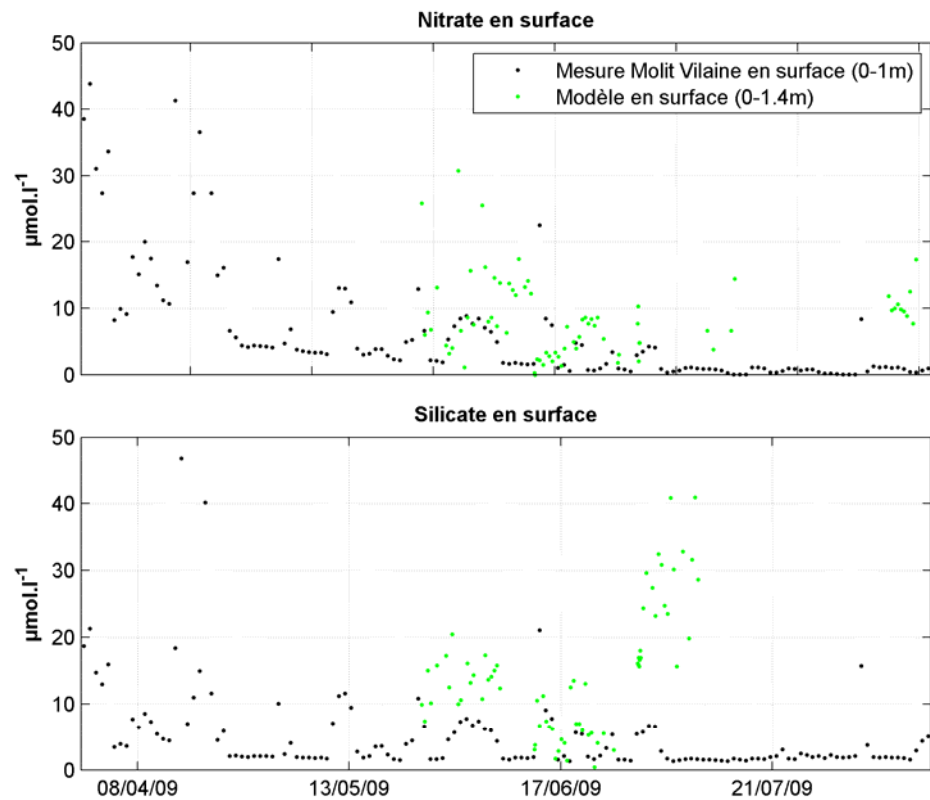 Nitrate en surface
50
40
30
20
10
0
µmol.l-1
Mesure Molit Vilaine en surface (0-1m)
Modèle en surface (0-1.4m)
Silicate en surface
50
40
30
20
10
0
µmol.l-1
08/04/09 13/05/09 17/06/09 21/07/09